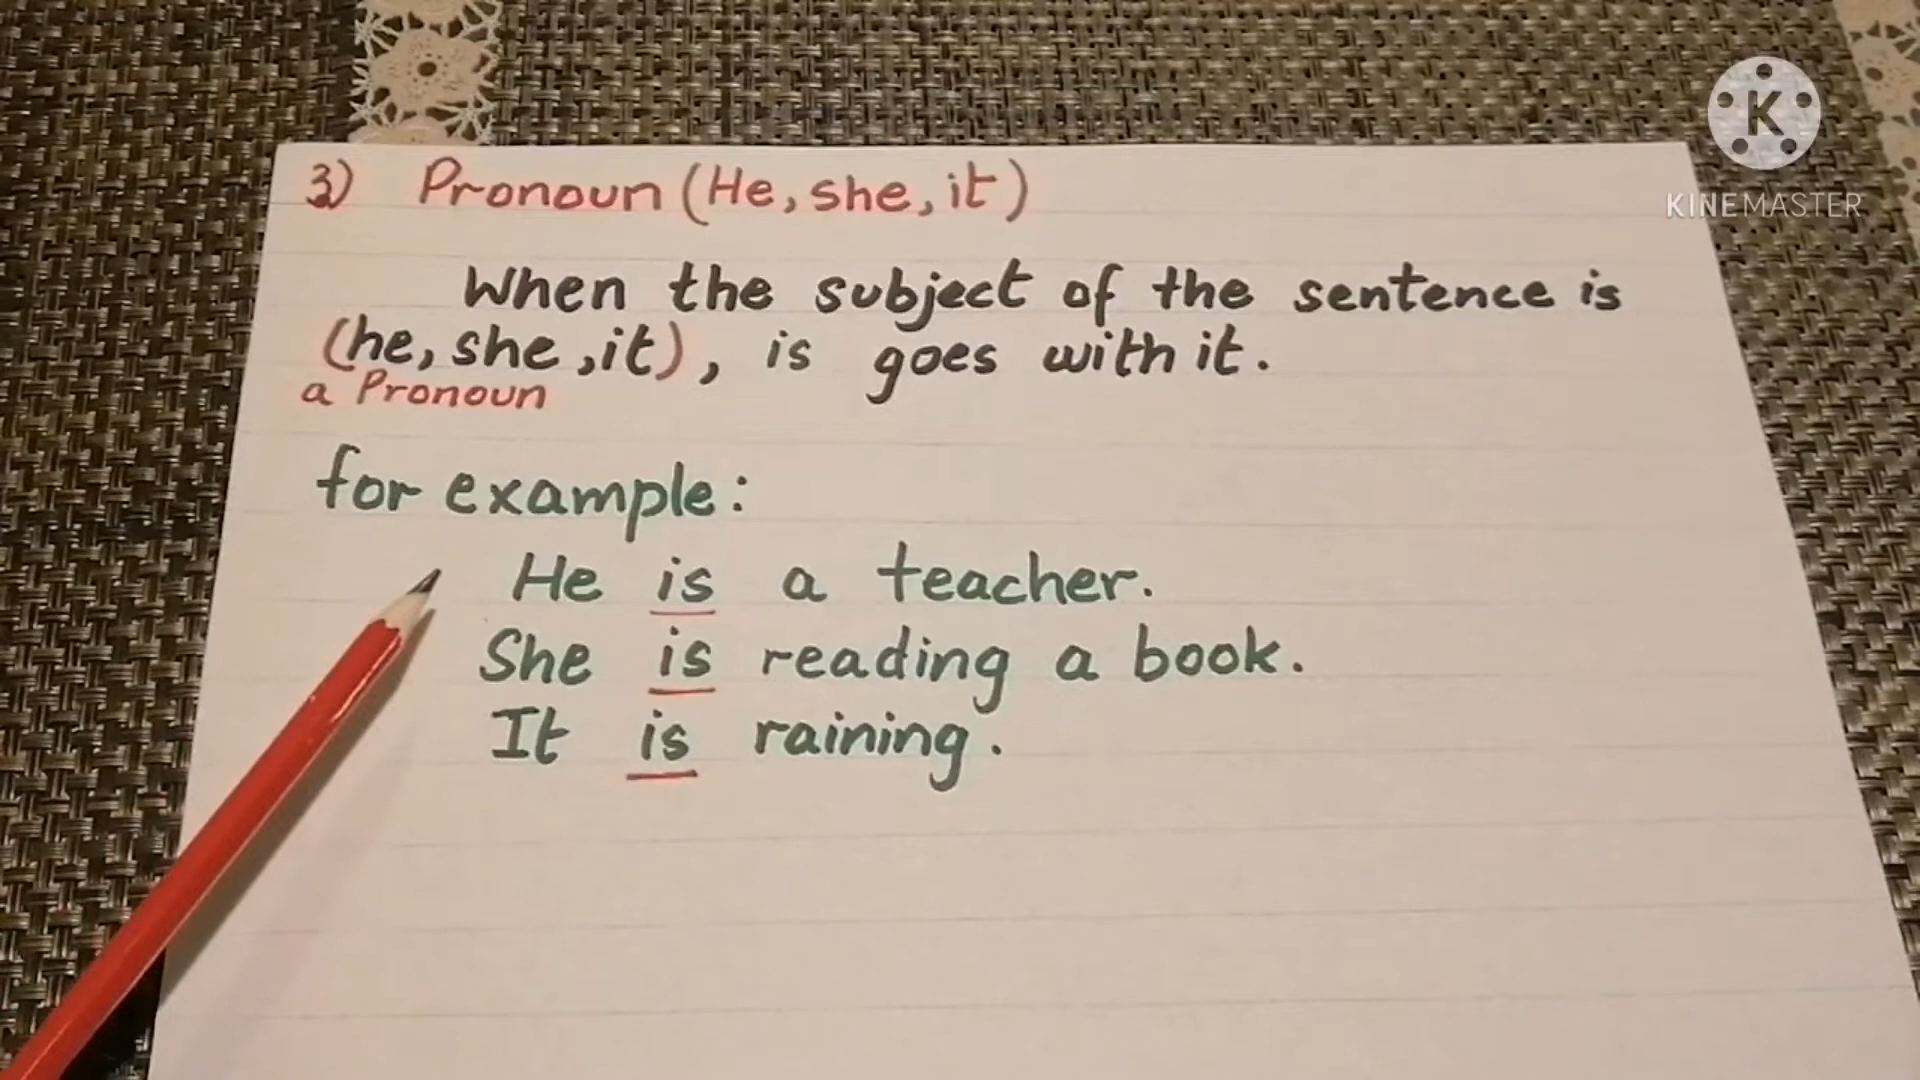 3) Pronoun (He, she, it)
When the subject of the sentence is
(he, she, it), is goes with it.
a Pronoun
for example:
He is a teacher.
She is reading a book.
It is raining.
K
KINEMASTER